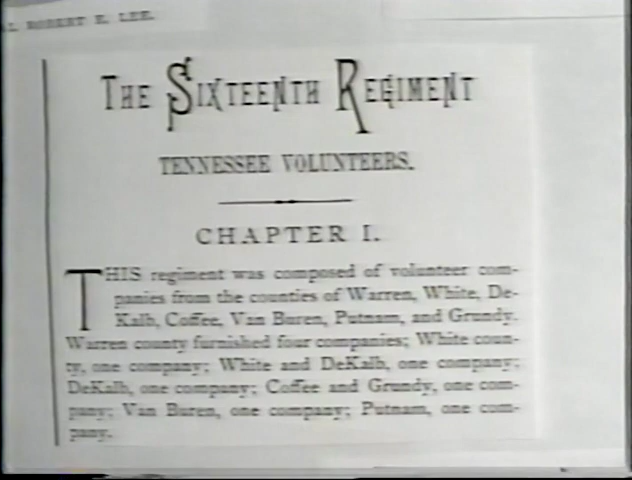 L ROBERT E. LEE.
THE SIXTEENTH REGIMENT
TENNESSEE VOLUNTEERS.
CHAPTER I.
THIS regiment was composed of volunteer com-
panies from the counties of Warren, White, De-
Kalb, Coffee, Van Buren, Putnam, and Grundy.
Warren county furnished four companies; White coun-
ty, one company; White and DeKalb, one company;
DeKalb, one company; Coffee and Grundy, one com-
pany; Van Buren, one company; Putnam, one com-
pany.